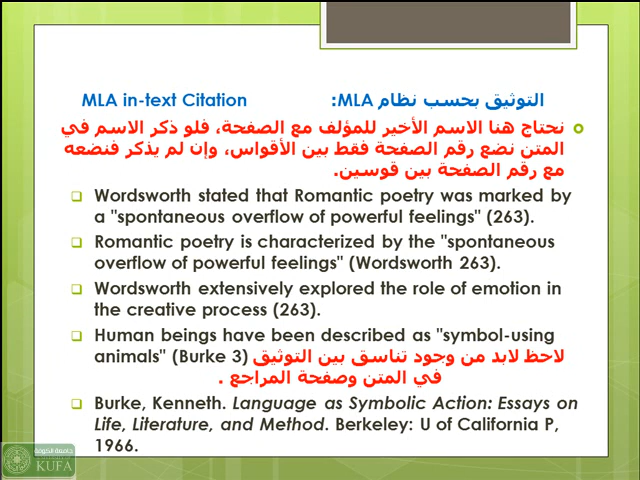 التوثيق بحسب نظام MLA: MLA in-text Citation
نحتاج هنا الاسم الأخير للمؤلف مع الصفحة، فلو ذكر الاسم في
المتن نضع رقم الصفحة فقط بين الأقواس، وإن لم يذكر فنضعه
مع رقم الصفحة بين قوسين.
Wordsworth stated that Romantic poetry was marked by
a "spontaneous overflow of powerful feelings" (263).
Romantic poetry is characterized by the "spontaneous
overflow of powerful feelings" (Wordsworth 263).
Wordsworth extensively explored the role of emotion in
the creative process (263).
Human beings have been described as "symbol-using
animals" (Burke 3) لاحظ لابد من وجود تناسق بين التوثيق
في المتن وصفحة المراجع .
Burke, Kenneth. Language as Symbolic Action: Essays on
Life, Literature, and Method. Berkeley: U of California P,
1966.
جامعة الكوفة
KUFA